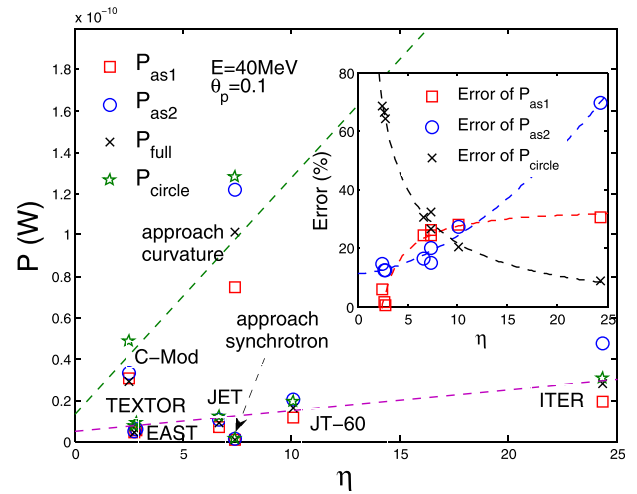 x 10⁻¹⁰
P_as1
P_as2
P_full
P_circle
E=40MeV
θ_p=0.1
approach
curvature
approach
synchrotron
C−Mod
TEXTOR
EAST
JET
JT−60
ITER
P (W)
0
0.2
0.4
0.6
0.8
1
1.2
1.4
1.6
1.8
0
5
10
15
20
25
η
Error of P_as1
Error of P_as2
Error of P_circle
Error (%)
0
20
40
60
80
0
5
10
15
20
25
η